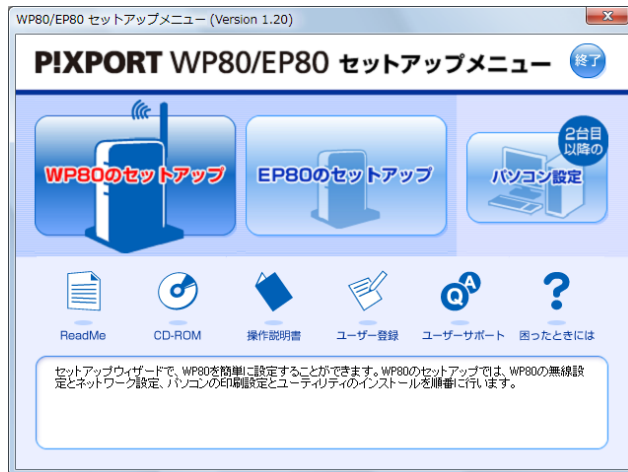 WP80/EP80 セットアップメニュー (Version 1.20)
P!XPORT WP80/EP80 セットアップメニュー
終了
WP80のセットアップ
EP80のセットアップ
2台目
以降の
パソコン設定
ReadMe
CD-ROM
操作説明書
ユーザー登録
Q A
ユーザーサポート
?
困ったときには
セットアップウィザードで、WP80を簡単に設定することができます。WP80のセットアップでは、WP80の無線設
定とネットワーク設定、パソコンの印刷設定とユーティリティのインストールを順番に行います。